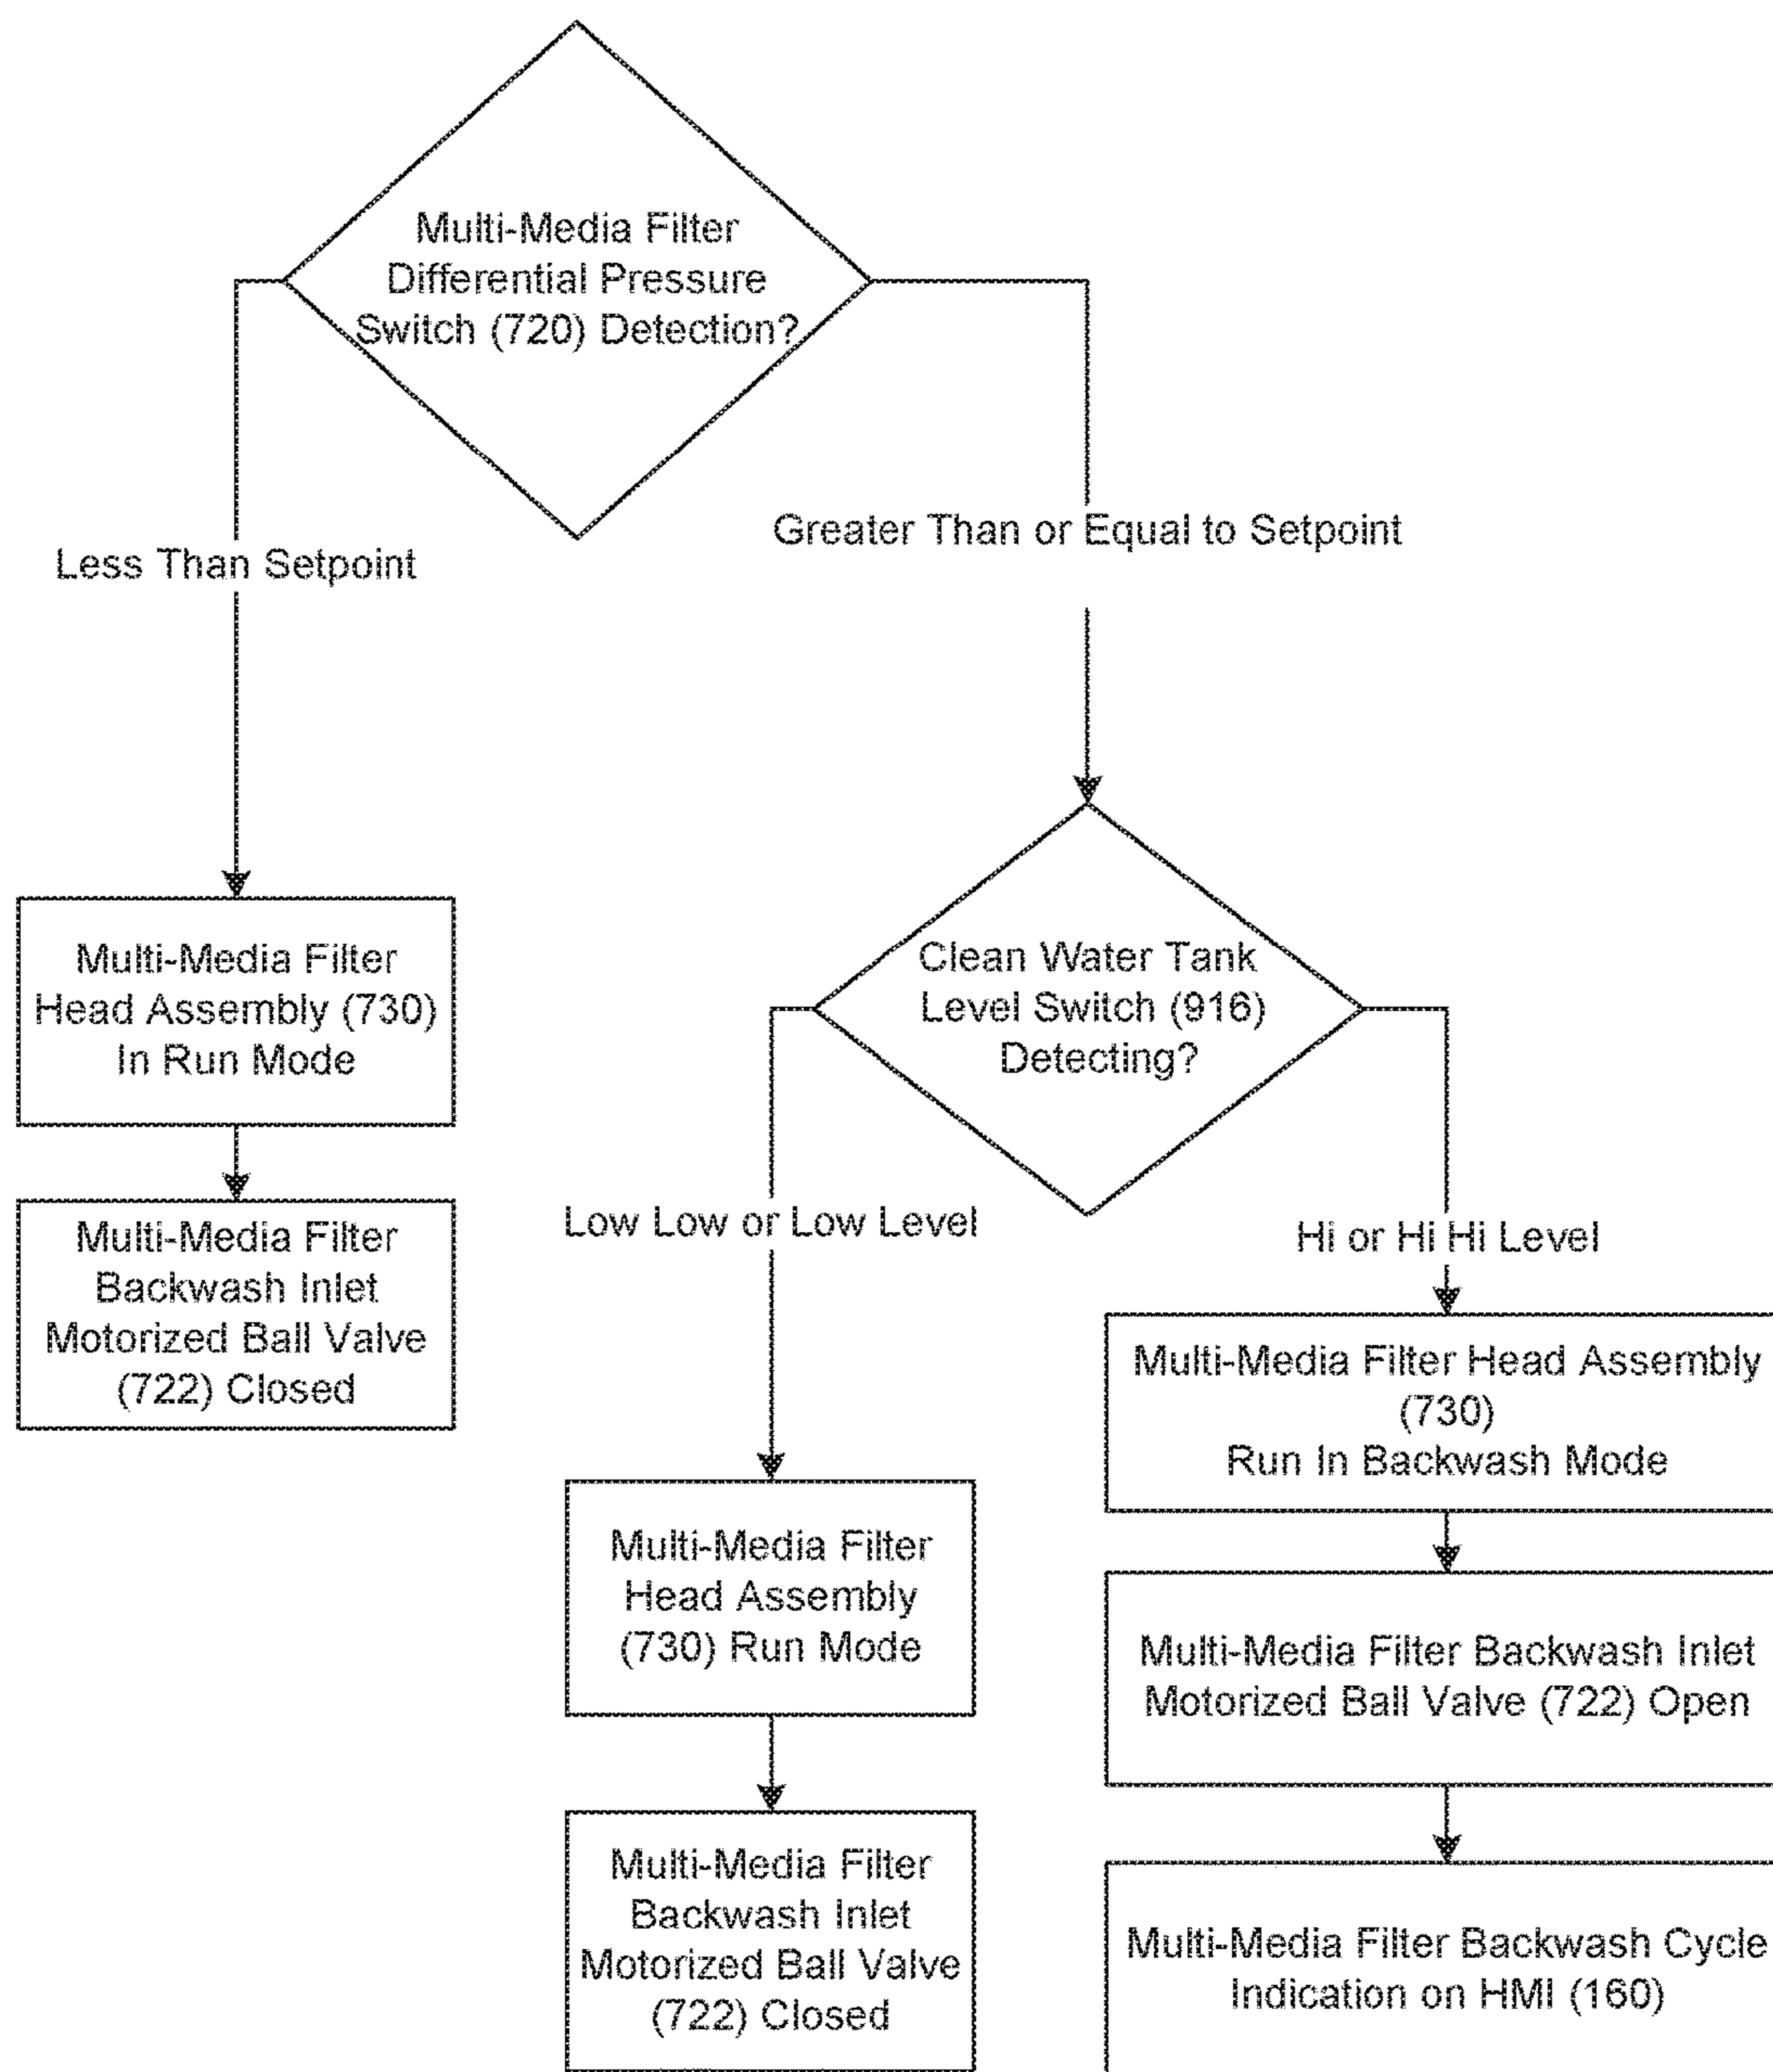 Multi-Media Filter
Differential Pressure
Switch (720) Detection?
Less Than Setpoint
Greater Than or Equal to Setpoint
Multi-Media Filter
Head Assembly (730)
In Run Mode
Multi-Media Filter
Backwash Inlet
Motorized Ball Valve
(722) Closed
Clean Water Tank
Level Switch (916)
Detecting?
Low Low or Low Level
Hi or Hi Hi Level
Multi-Media Filter
Head Assembly
(730) Run Mode
Multi-Media Filter
Backwash Inlet
Motorized Ball Valve
(722) Closed
Multi-Media Filter Head Assembly
(730)
Run In Backwash Mode
Multi-Media Filter Backwash Inlet
Motorized Ball Valve (722) Open
Multi-Media Filter Backwash Cycle
Indication on HMI (160)